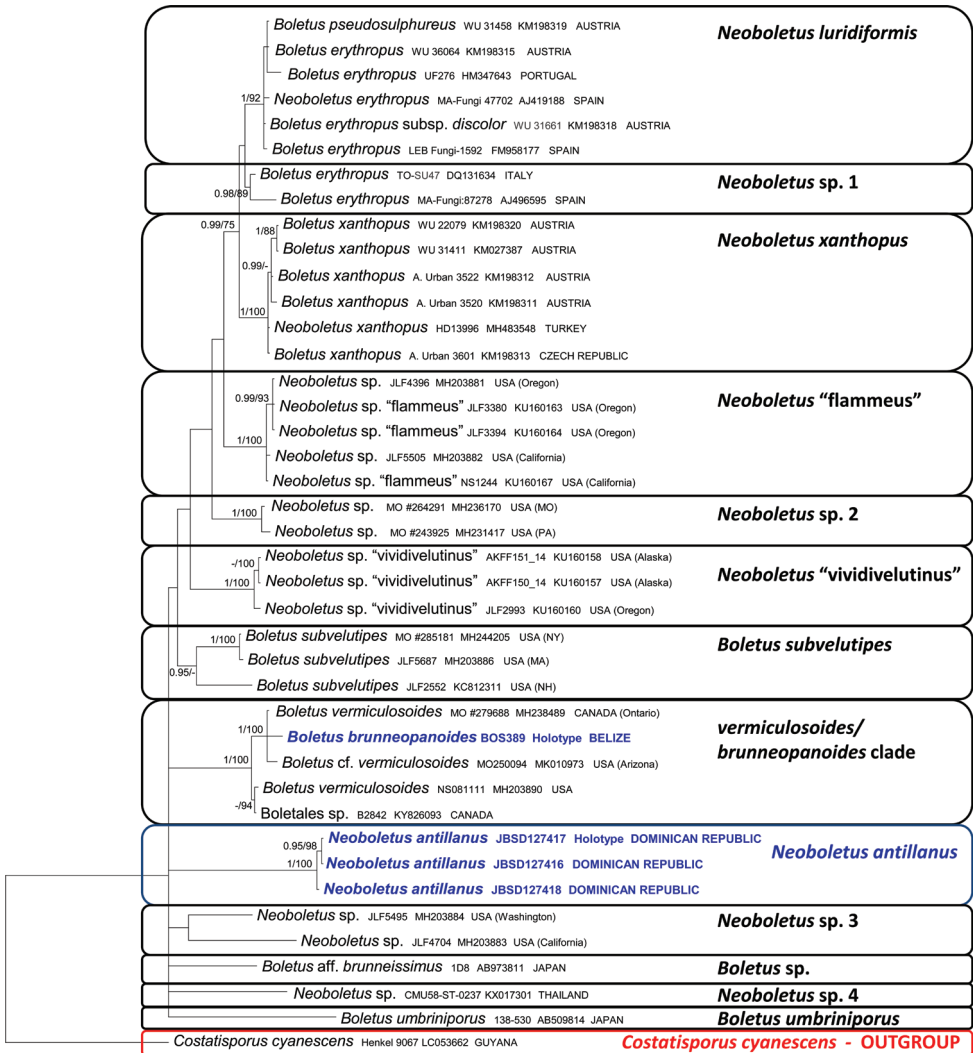 Boletus pseudosulphureus WU 31458 KM198319 AUSTRIA
Neoboletus luridiformis
Boletus erythropus WU 36064 KM198315 AUSTRIA
Boletus erythropus UF276 HM347643 PORTUGAL
1/92
Neoboletus erythropus MA-Fungi 47702 AJ419188 SPAIN
Boletus erythropus subsp. discolor WU 31661 KM198318 AUSTRIA
Boletus erythropus LEB Fungi-1592 FM958177 SPAIN
Boletus erythropus TO-SU47 DQ131634 ITALY
Neoboletus sp. 1
0.98/89
Boletus erythropus MA-Fungi:87278 AJ496595 SPAIN
0.99/75
Boletus xanthopus WU 22079 KM198320 AUSTRIA
1/88
Neoboletus xanthopus
Boletus xanthopus WU 31411 KM027387 AUSTRIA
0.99/-
Boletus xanthopus A. Urban 3522 KM198312 AUSTRIA
Boletus xanthopus A. Urban 3520 KM198311 AUSTRIA
1/100
Neoboletus xanthopus HD13996 MH483548 TURKEY
Boletus xanthopus A. Urban 3601 KM198313 CZECH REPUBLIC
Neoboletus sp. JLF4396 MH203881 USA (Oregon)
0.99/93
Neoboletus "flammeus"
Neoboletus sp. "flammeus" JLF3380 KU160163 USA (Oregon)
Neoboletus sp. "flammeus" JLF3394 KU160164 USA (Oregon)
1/100
Neoboletus sp. JLF5505 MH203882 USA (California)
Neoboletus sp. "flammeus" NS1244 KU160167 USA (California)
Neoboletus sp. MO #264291 MH236170 USA (MO)
Neoboletus sp. 2
1/100
Neoboletus sp. MO #243925 MH231417 USA (PA)
Neoboletus sp. "vividivelutinus" AKFF151_14 KU160158 USA (Alaska)
-/100
Neoboletus "vividivelutinus"
1/100
Neoboletus sp. "vividivelutinus" AKFF150_14 KU160157 USA (Alaska)
Neoboletus sp. "vividivelutinus" JLF2993 KU160160 USA (Oregon)
Boletus subvelutipes MO #285181 MH244205 USA (NY)
1/100
Boletus subvelutipes
Boletus subvelutipes JLF5687 MH203886 USA (MA)
0.95/-
Boletus subvelutipes JLF2552 KC812311 USA (NH)
Boletus vermiculosoides MO #279688 MH238489 CANADA (Ontario)
vermiculosoides/
1/100
Boletus brunneopanoides BOS389 Holotype BELIZE
brunneopanoides clade
1/100
Boletus cf. vermiculosoides MO250094 MK010973 USA (Arizona)
Boletus vermiculosoides NS081111 MH203890 USA
-/94
Boletales sp. B2842 KY826093 CANADA
Neoboletus antillanus JBSD127417 Holotype DOMINICAN REPUBLIC
0.95/98
Neoboletus antillanus
1/100
Neoboletus antillanus JBSD127416 DOMINICAN REPUBLIC
Neoboletus antillanus JBSD127418 DOMINICAN REPUBLIC
Neoboletus sp. JLF5495 MH203884 USA (Washington)
Neoboletus sp. 3
Neoboletus sp. JLF4704 MH203883 USA (California)
Boletus aff. brunneissimus 1D8 AB973811 JAPAN
Boletus sp.
Neoboletus sp. CMU58-ST-0237 KX017301 THAILAND
Neoboletus sp. 4
Boletus umbriniporus 138-530 AB509814 JAPAN
Boletus umbriniporus
Costatisporus cyanescens Henkel 9067 LC053662 GUYANA
Costatisporus cyanescens - OUTGROUP